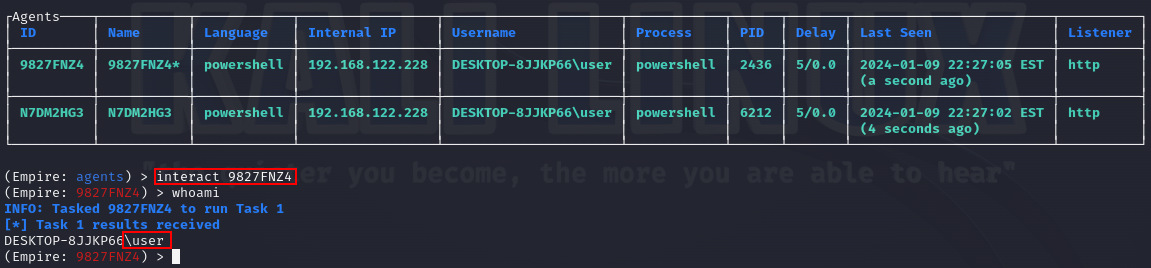 Agents
ID Name Language Internal IP Username Process PID Delay Last Seen Listener
9827FNZ4 9827FNZ4* powershell 192.168.122.228 DESKTOP-8JJKP66\user powershell 2436 5/0.0 2024-01-09 22:27:05 EST http
(a second ago)
N7DM2HG3 N7DM2HG3 powershell 192.168.122.228 DESKTOP-8JJKP66\user powershell 6212 5/0.0 2024-01-09 22:27:02 EST http
(4 seconds ago)
KALI LINUX
you become, the more you are able to hear"
(Empire: agents) > interact 9827FNZ4
(Empire: 9827FNZ4) > whoami
INFO: Tasked 9827FNZ4 to run Task 1
[*] Task 1 results received
DESKTOP-8JJKP66\user
(Empire: 9827FNZ4) >